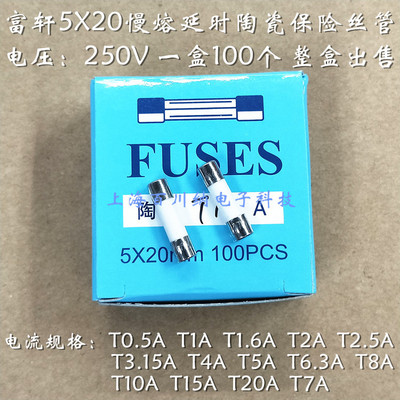 富轩5X20慢熔延时陶瓷保险丝管
电压：250V 一盒100个 整盒出售
FUSES
上海百川纳电子科技
陶 A
5X20mm 100PCS
电流规格：T0.5A T1A T1.6A T2A T2.5A
T3.15A T4A T5A T6.3A T8A
T10A T15A T20A T7A